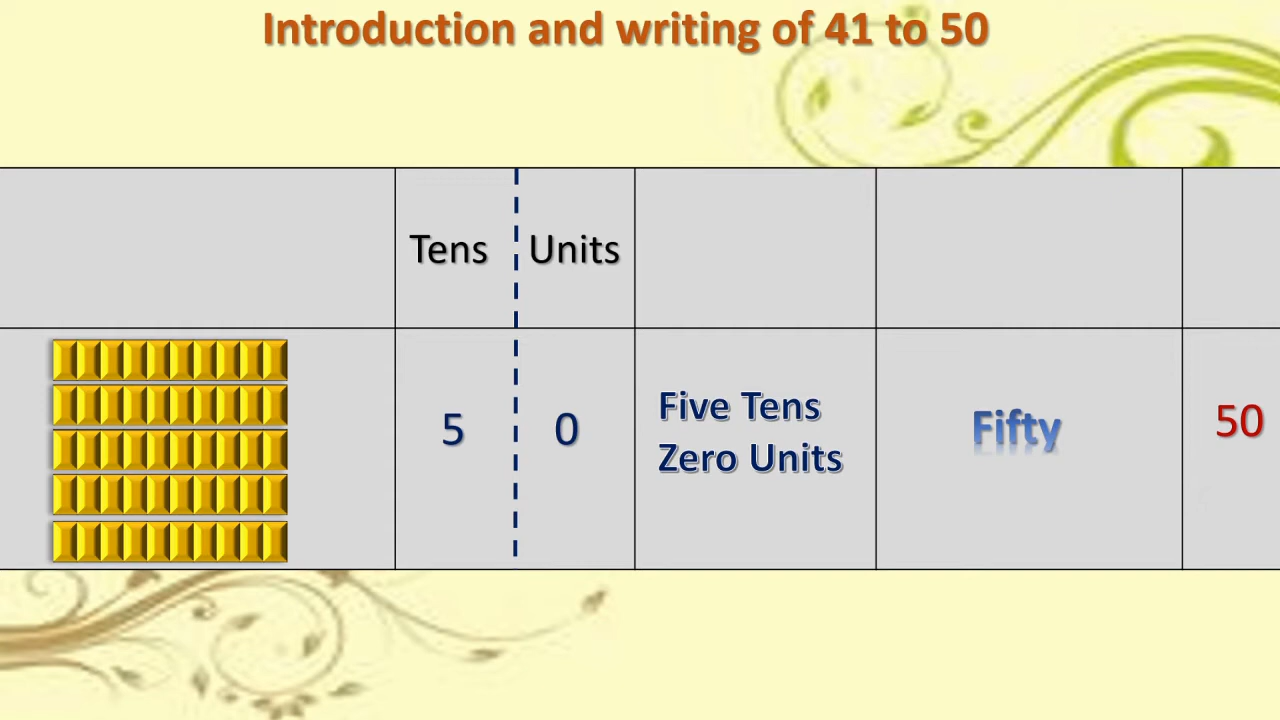 Introduction and writing of 41 to 50
Tens Units
5 0 Five Tens Zero Units Fifty 50